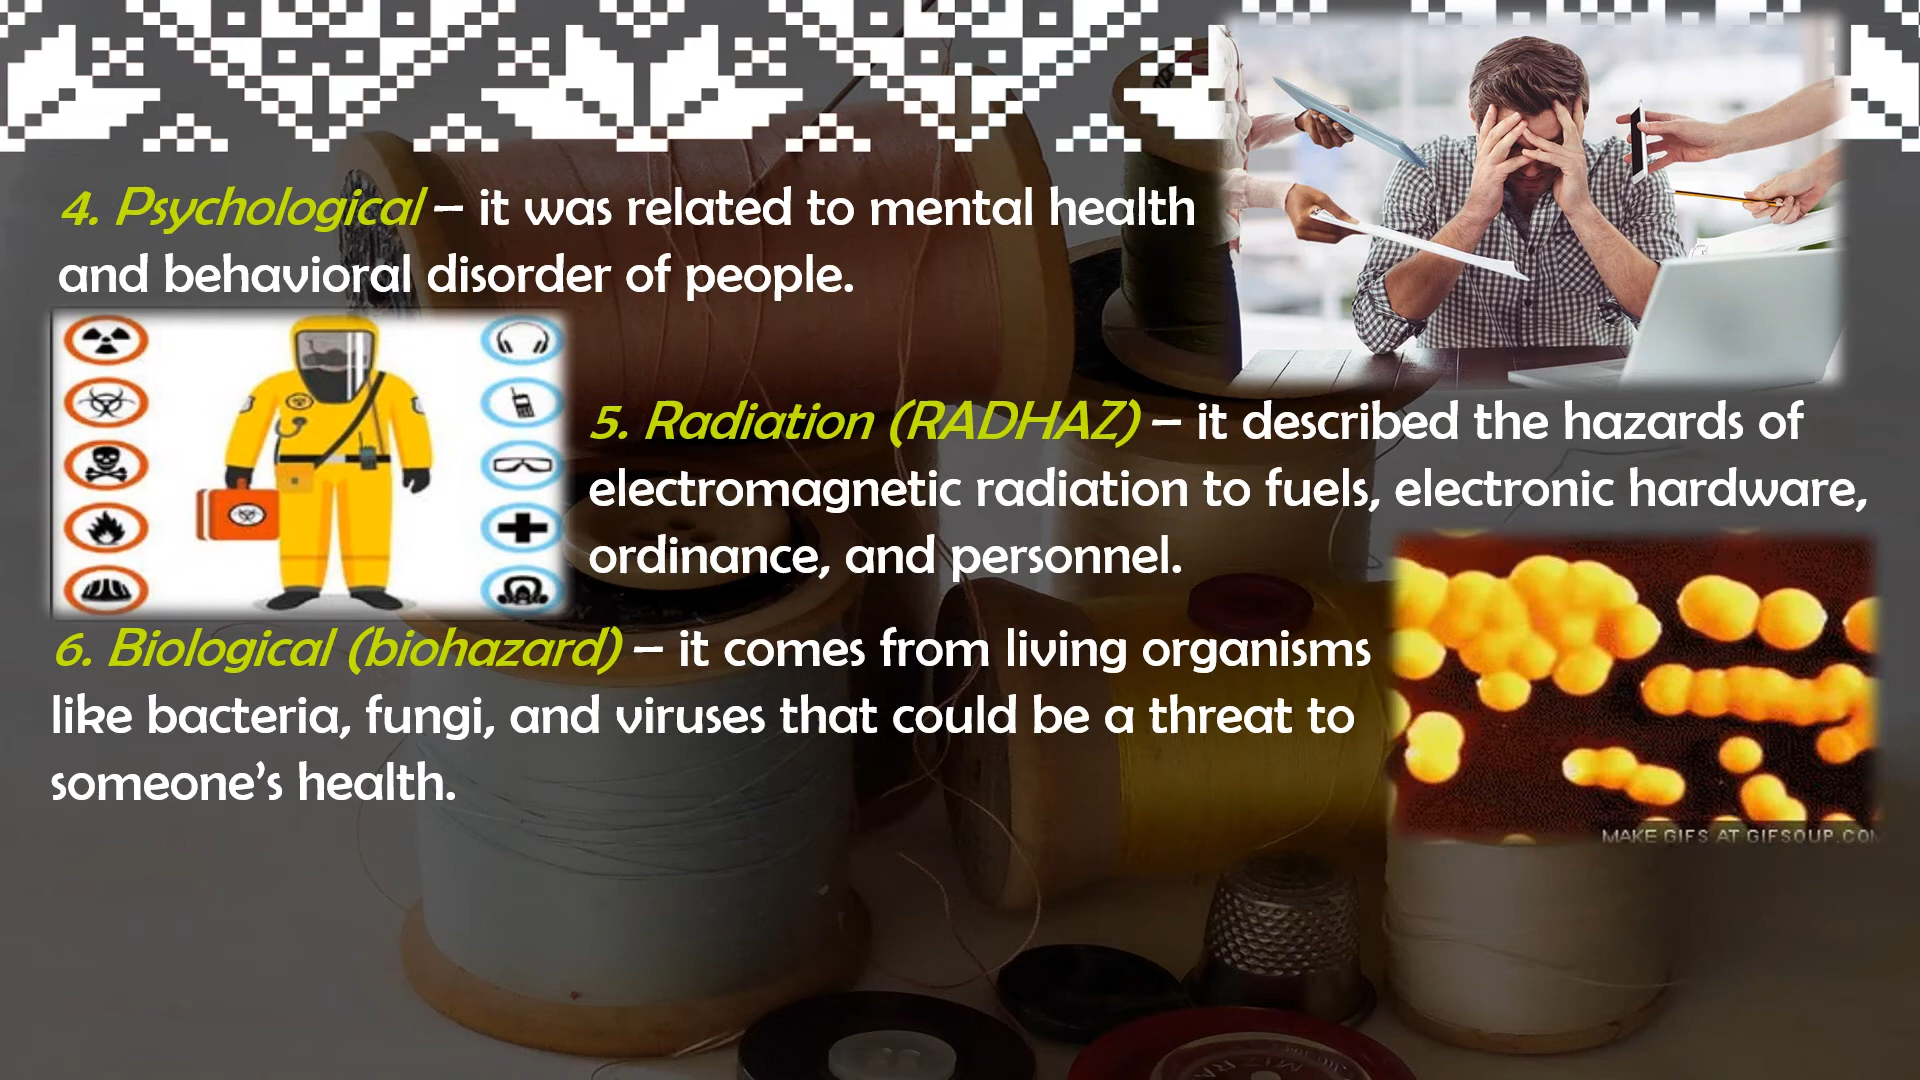 4. Psychological – it was related to mental health
and behavioral disorder of people.
5. Radiation (RADHAZ) – it described the hazards of
electromagnetic radiation to fuels, electronic hardware,
ordinance, and personnel.
6. Biological (biohazard) – it comes from living organisms
like bacteria, fungi, and viruses that could be a threat to
someone’s health.
MAKE GIFS AT GIFSOUP.COM